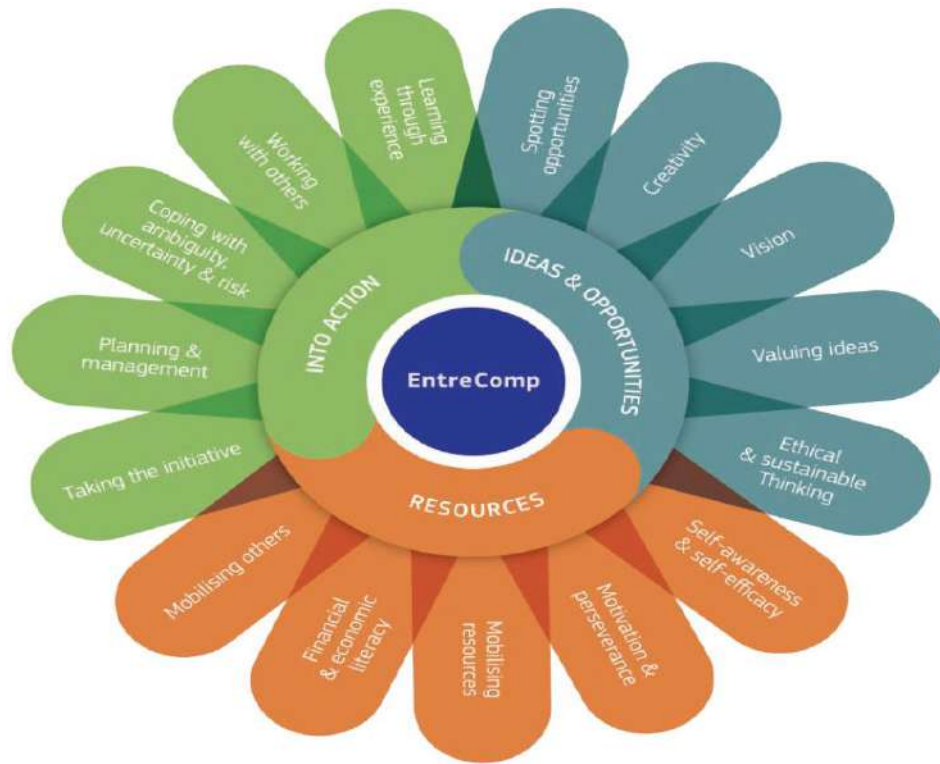 Learning
through
experience
Spotting
opportunities
Creativity
Vision
Valuing ideas
Ethical
& sustainable
Thinking
Self-awareness
& self-efficacy
Motivation &
perseverance
Mobilising
resources
Financial
& economic
literacy
Mobilising others
Taking the initiative
Planning &
management
Coping with
ambiguity,
uncertainty & risk
Working
with others
INTO ACTION
IDEAS & OPPORTUNITIES
RESOURCES
EntreComp